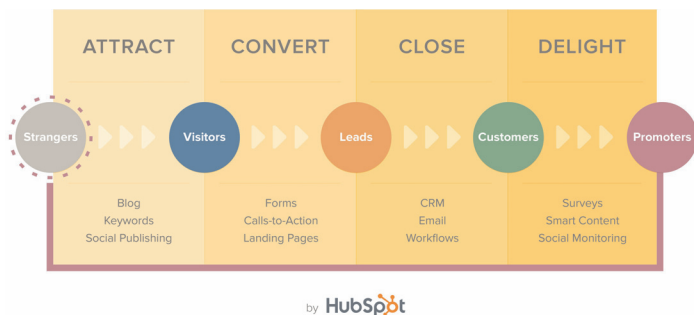 ATTRACT
CONVERT
CLOSE
DELIGHT
Strangers
Visitors
Leads
Customers
Promoters
Blog
Keywords
Social Publishing
Forms
Calls-to-Action
Landing Pages
CRM
Email
Workflows
Surveys
Smart Content
Social Monitoring
by HubSpot